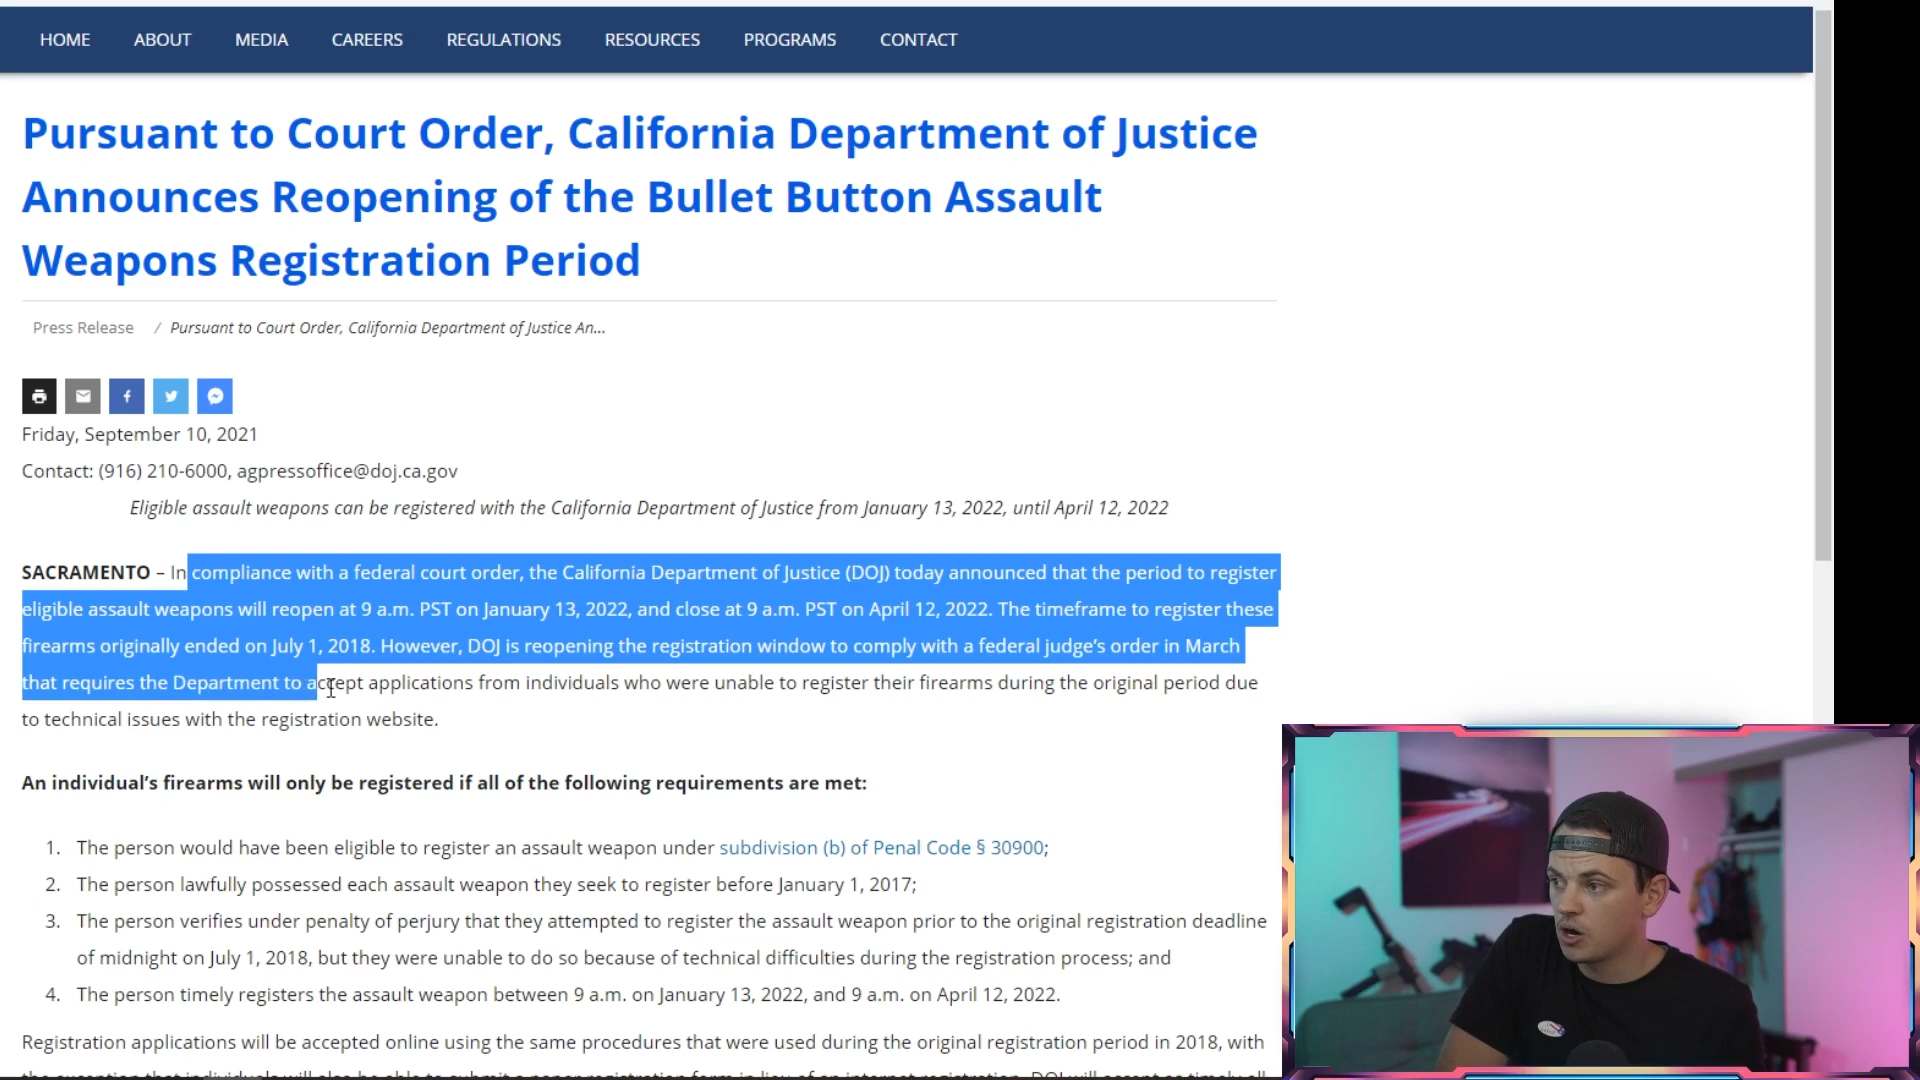 HOME ABOUT MEDIA CAREERS REGULATIONS RESOURCES PROGRAMS CONTACT
Pursuant to Court Order, California Department of Justice
Announces Reopening of the Bullet Button Assault
Weapons Registration Period
Press Release / Pursuant to Court Order, California Department of Justice An...
Friday, September 10, 2021
Contact: (916) 210-6000, agpressoffice@doj.ca.gov
Eligible assault weapons can be registered with the California Department of Justice from January 13, 2022, until April 12, 2022
SACRAMENTO – In compliance with a federal court order, the California Department of Justice (DOJ) today announced that the period to register
eligible assault weapons will reopen at 9 a.m. PST on January 13, 2022, and close at 9 a.m. PST on April 12, 2022. The timeframe to register these
firearms originally ended on July 1, 2018. However, DOJ is reopening the registration window to comply with a federal judge's order in March
that requires the Department to accept applications from individuals who were unable to register their firearms during the original period due
to technical issues with the registration website.
An individual's firearms will only be registered if all of the following requirements are met:
1. The person would have been eligible to register an assault weapon under subdivision (b) of Penal Code § 30900;
2. The person lawfully possessed each assault weapon they seek to register before January 1, 2017;
3. The person verifies under penalty of perjury that they attempted to register the assault weapon prior to the original registration deadline
of midnight on July 1, 2018, but they were unable to do so because of technical difficulties during the registration process; and
4. The person timely registers the assault weapon between 9 a.m. on January 13, 2022, and 9 a.m. on April 12, 2022.
Registration applications will be accepted online using the same procedures that were used during the original registration period in 2018, with